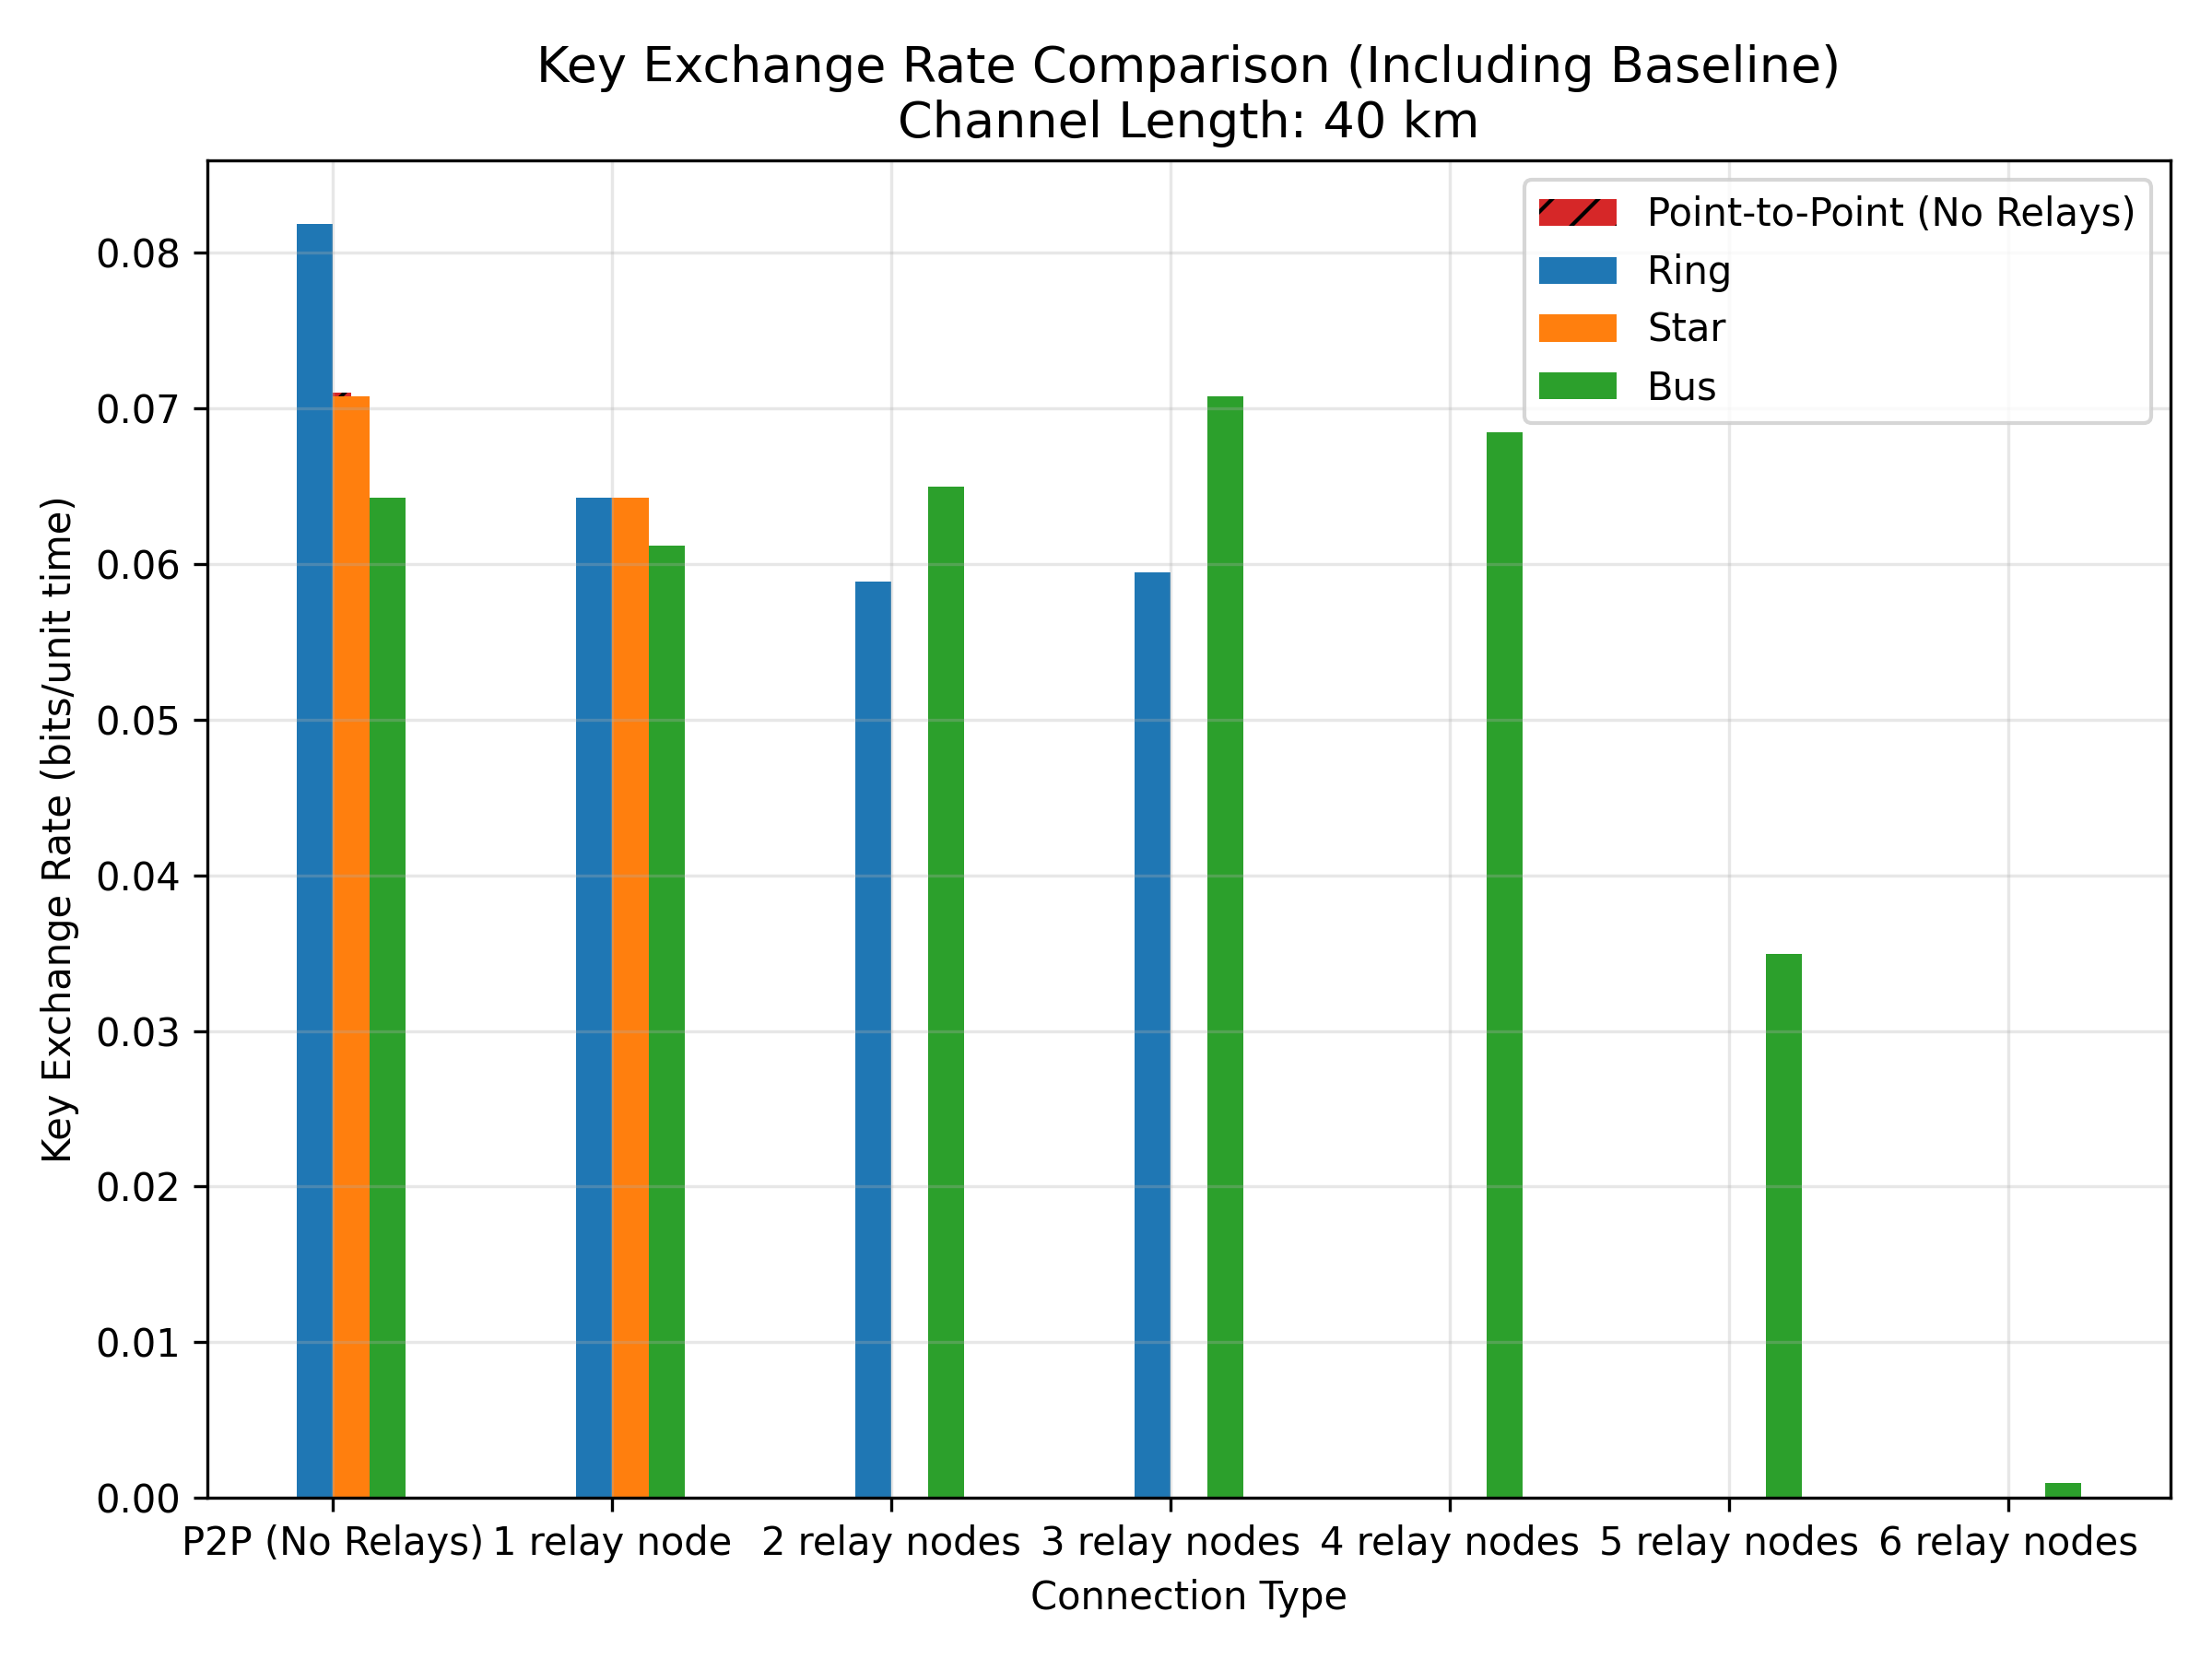 Key Exchange Rate Comparison (Including Baseline)
Channel Length: 40 km
Point-to-Point (No Relays)
Ring
Star
Bus
Key Exchange Rate (bits/unit time)
0.08
0.07
0.06
0.05
0.04
0.03
0.02
0.01
0.00
P2P (No Relays) 1 relay node 2 relay nodes 3 relay nodes 4 relay nodes 5 relay nodes 6 relay nodes
Connection Type